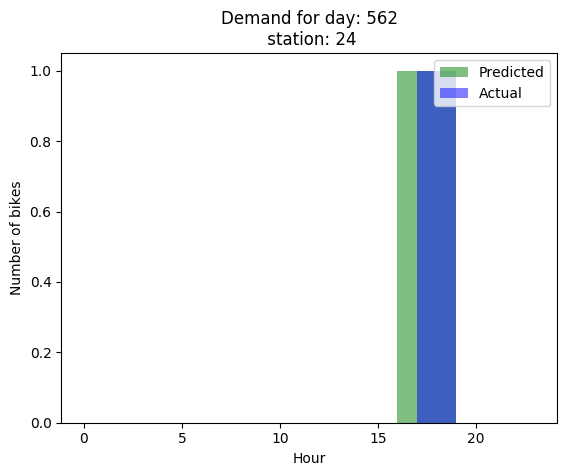 Demand for day: 562
station: 24
Predicted
Actual
Number of bikes
1.0
0.8
0.6
0.4
0.2
0.0
0 5 10 15 20
Hour